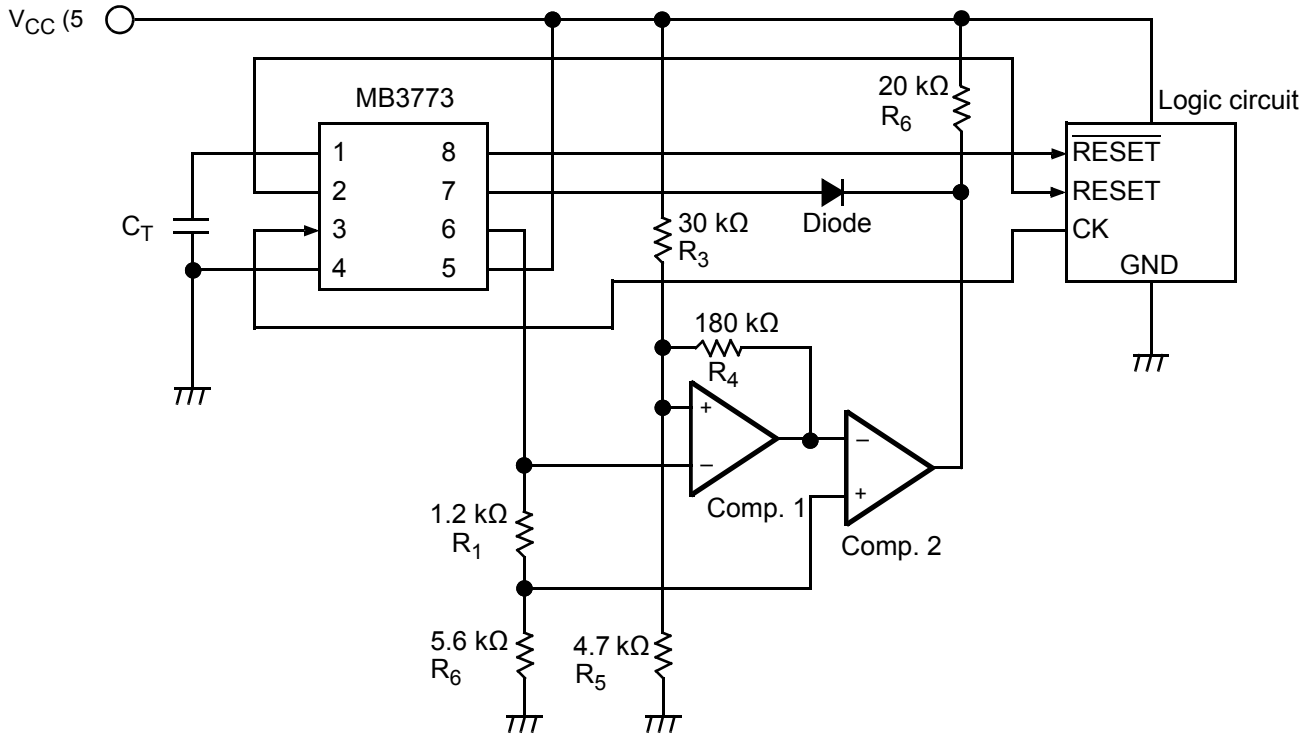 VCC (5
MB3773
1 8
2 7
3 6
4 5
CT
20 kΩ
R6
Logic circuit
RESET
RESET
CK
GND
Diode
30 kΩ
R3
180 kΩ
R4
+
−
Comp. 1
−
+
Comp. 2
1.2 kΩ
R1
5.6 kΩ
R6
4.7 kΩ
R5